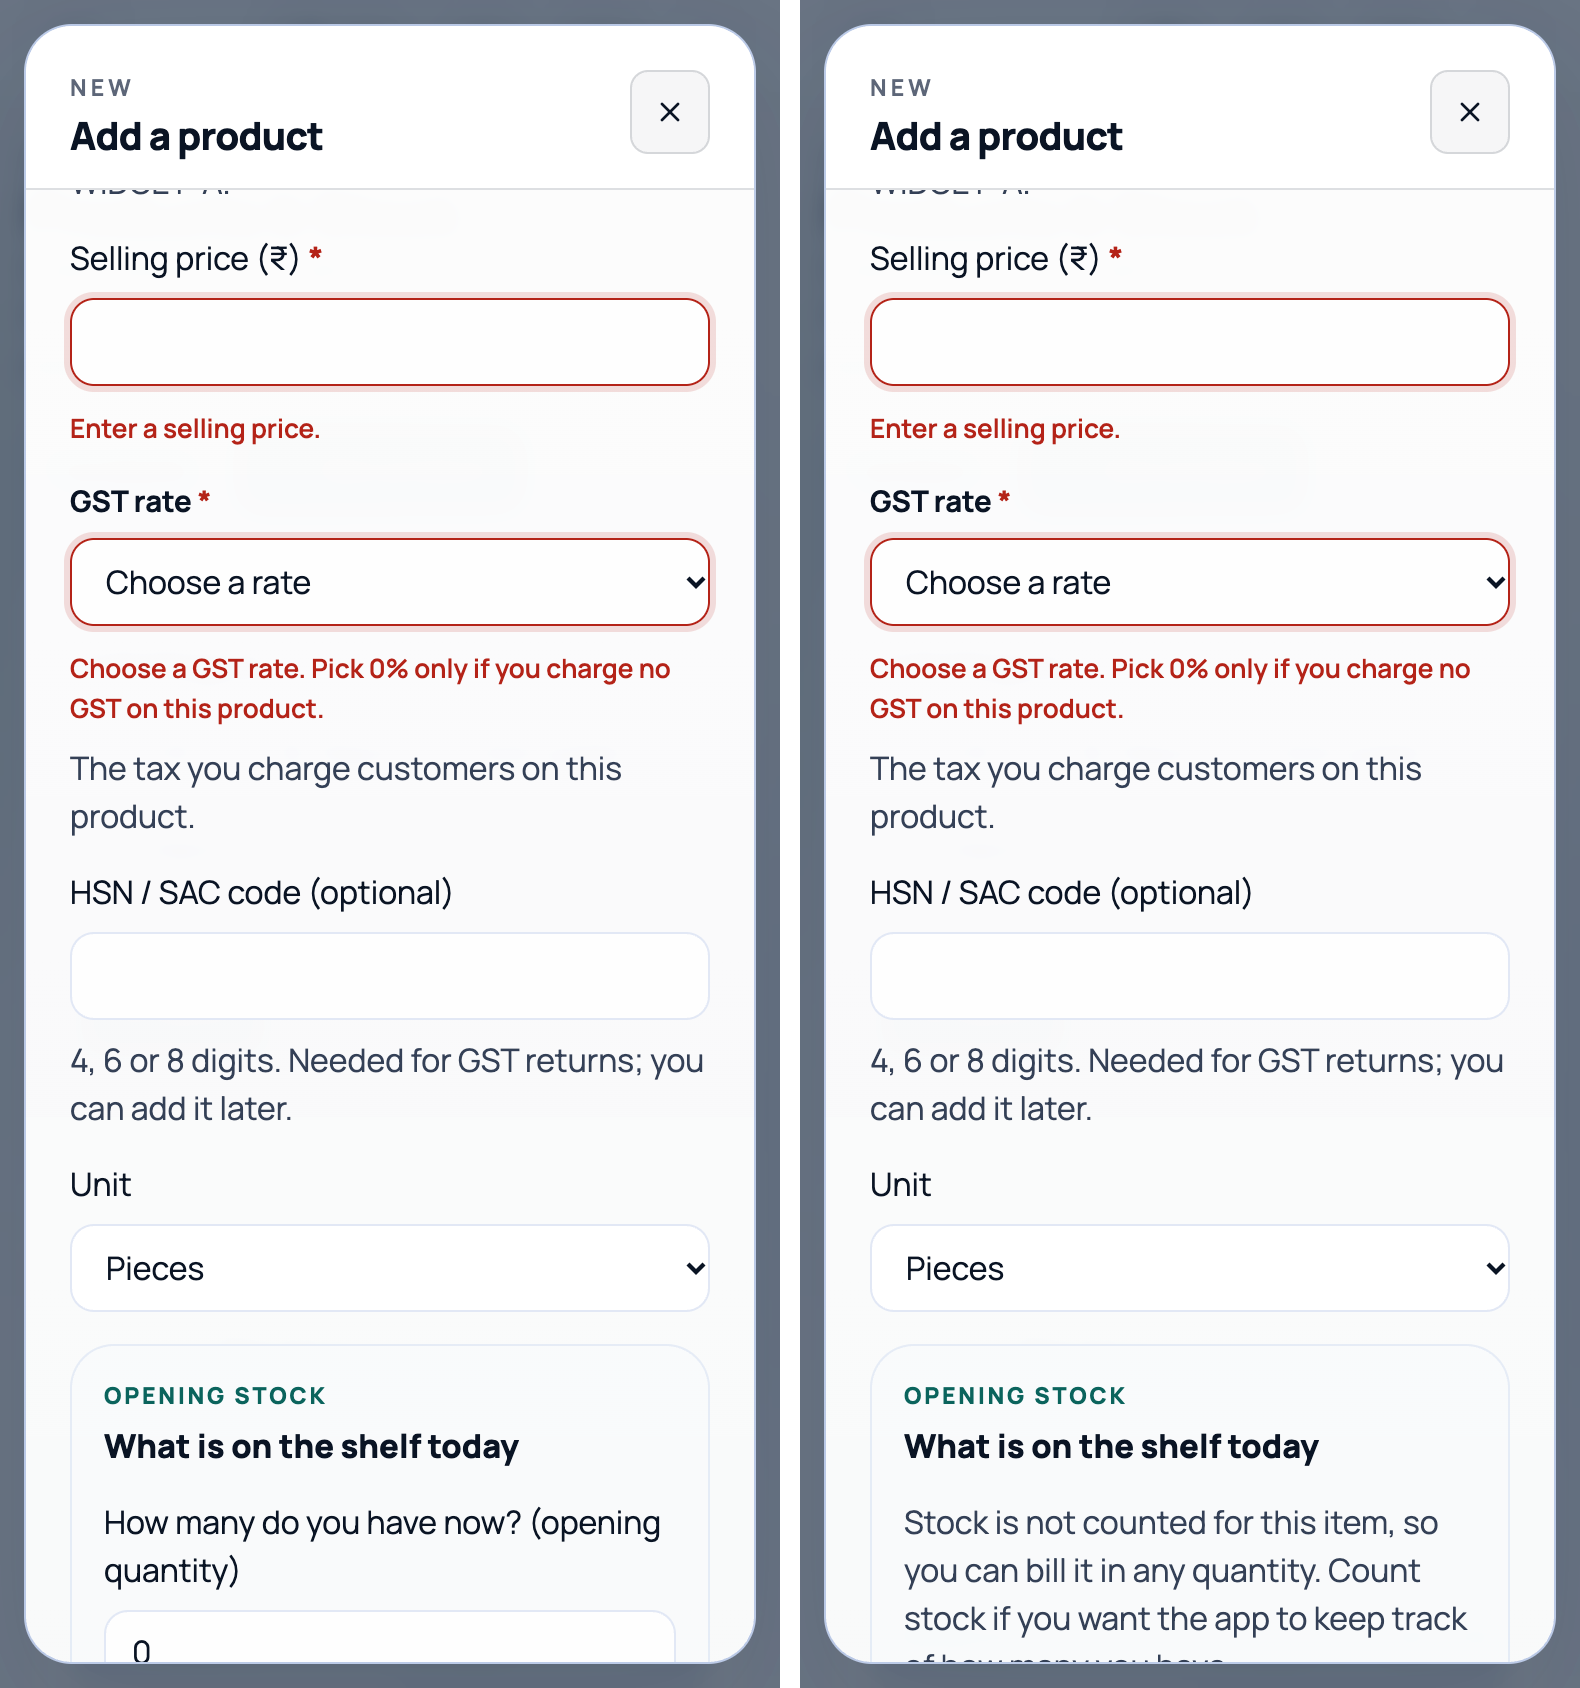 NEW
Add a product
Selling price (₹) *
Enter a selling price.
GST rate *
Choose a rate
Choose a GST rate. Pick 0% only if you charge no
GST on this product.
The tax you charge customers on this
product.
HSN / SAC code (optional)
4, 6 or 8 digits. Needed for GST returns; you
can add it later.
Unit
Pieces
OPENING STOCK
What is on the shelf today
How many do you have now? (opening
quantity)
0
NEW
Add a product
Selling price (₹) *
Enter a selling price.
GST rate *
Choose a rate
Choose a GST rate. Pick 0% only if you charge no
GST on this product.
The tax you charge customers on this
product.
HSN / SAC code (optional)
4, 6 or 8 digits. Needed for GST returns; you
can add it later.
Unit
Pieces
OPENING STOCK
What is on the shelf today
Stock is not counted for this item, so
you can bill it in any quantity. Count
stock if you want the app to keep track
of how many you have.